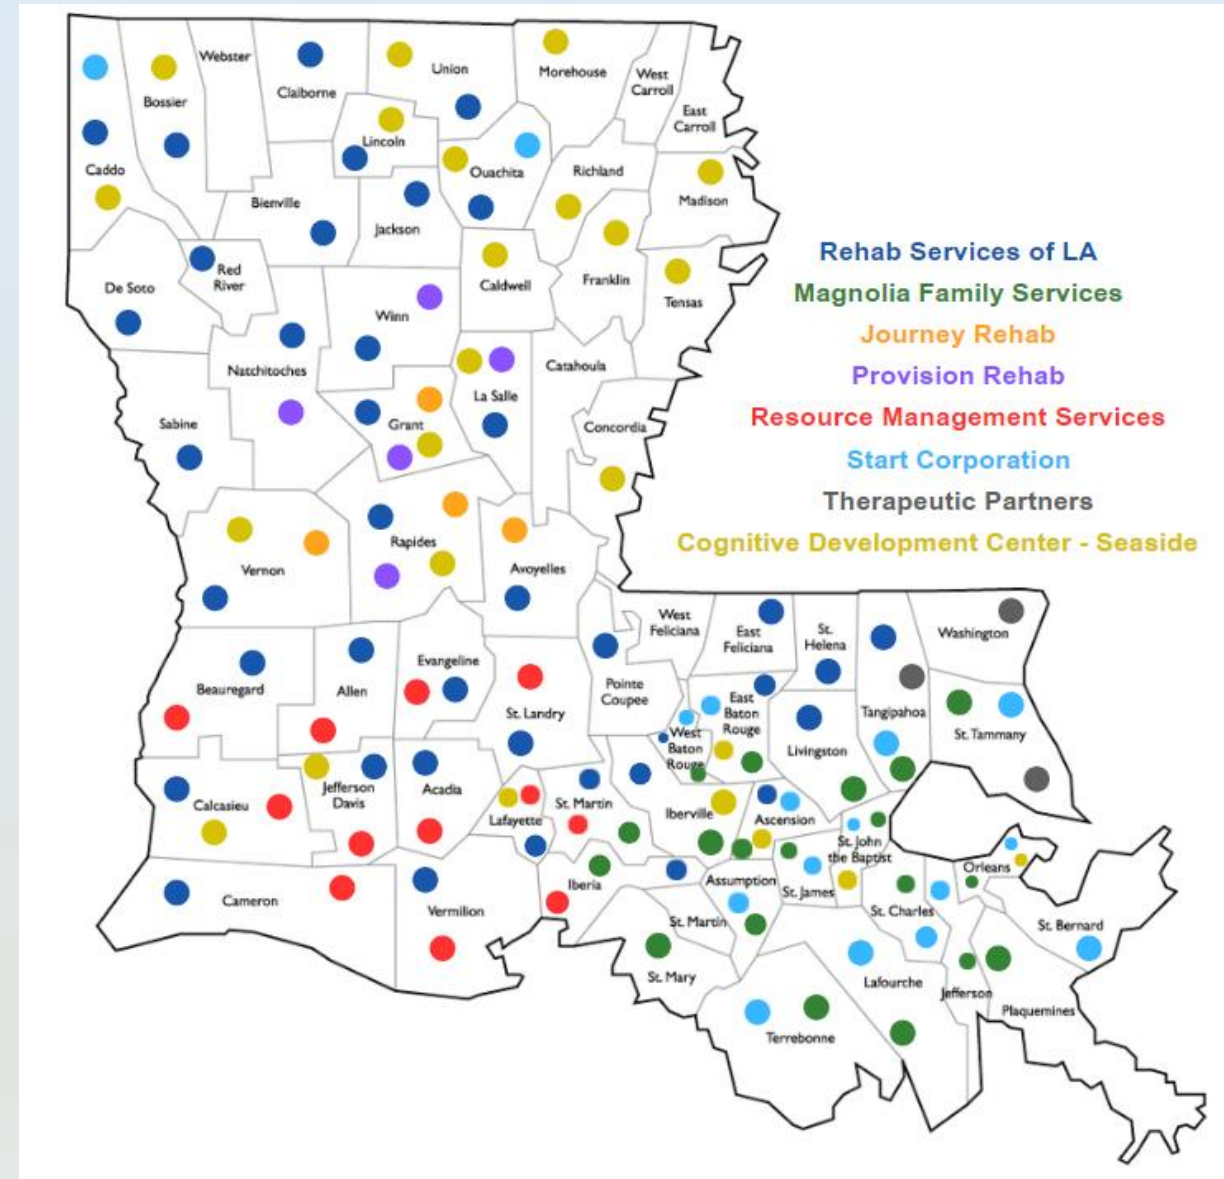 Webster
Union
Morehouse
West
Carroll
Claiborne
Bossier
East
Carroll
Lincoln
Caddo
Ouachita
Richland
Madison
Bienville
Jackson
Red
River
De Soto
Caldwell
Franklin
Tensas
Winn
Natchitoches
Catahoula
La Salle
Sabine
Grant
Concordia
Rapides
Vernon
Avoyelles
Rehab Services of LA
Magnolia Family Services
Journey Rehab
Provision Rehab
Resource Management Services
Start Corporation
Therapeutic Partners
Cognitive Development Center - Seaside
West
Feliciana
East
Feliciana
St.
Helena
Washington
Evangeline
Beauregard
Allen
Pointe
Coupee
St. Landry
East
Baton
Rouge
Tangipahoa
St. Tammany
West
Baton
Rouge
Livingston
Jefferson
Davis
Acadia
Calcasieu
Lafayette
St. Martin
Iberville
Ascension
St. John
the Baptist
Orleans
Iberia
Assumption
St. James
Cameron
Vermilion
St. Martin
St. Charles
St. Bernard
St. Mary
Lafourche
Jefferson
Plaquemines
Terrebonne